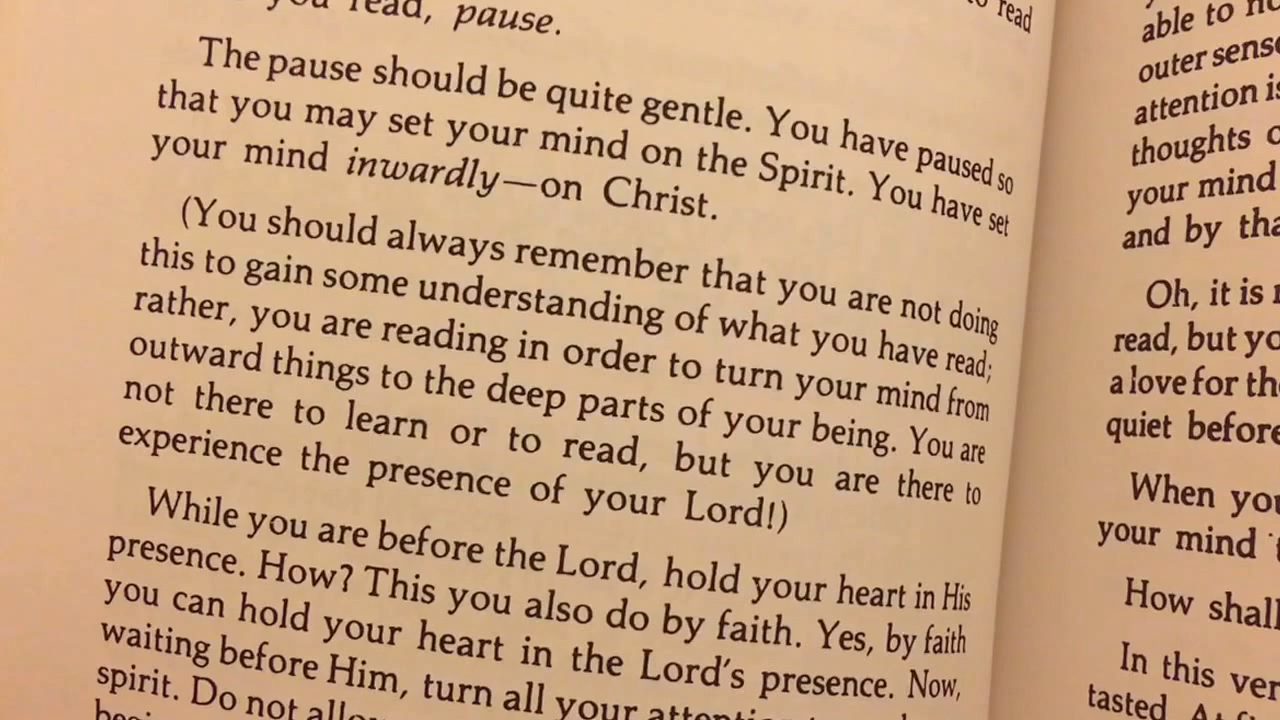 you read, pause.
to read
The pause should be quite gentle. You have paused so
that you may set your mind on the Spirit. You have set
your mind inwardly—on Christ.
(You should always remember that you are not doing
this to gain some understanding of what you have read;
rather, you are reading in order to turn your mind from
outward things to the deep parts of your being. You are
not there to learn or to read, but you are there to
experience the presence of your Lord!)
While you are before the Lord, hold your heart in His
presence. How? This you also do by faith. Yes, by faith
you can hold your heart in the Lord's presence. Now,
waiting before Him, turn all your
spirit. Do not
able to
outer
attention
thoughts
your mind
and by
Oh, it is
read, but
a love for
quiet before
When
your mind
How
In this
tasted.